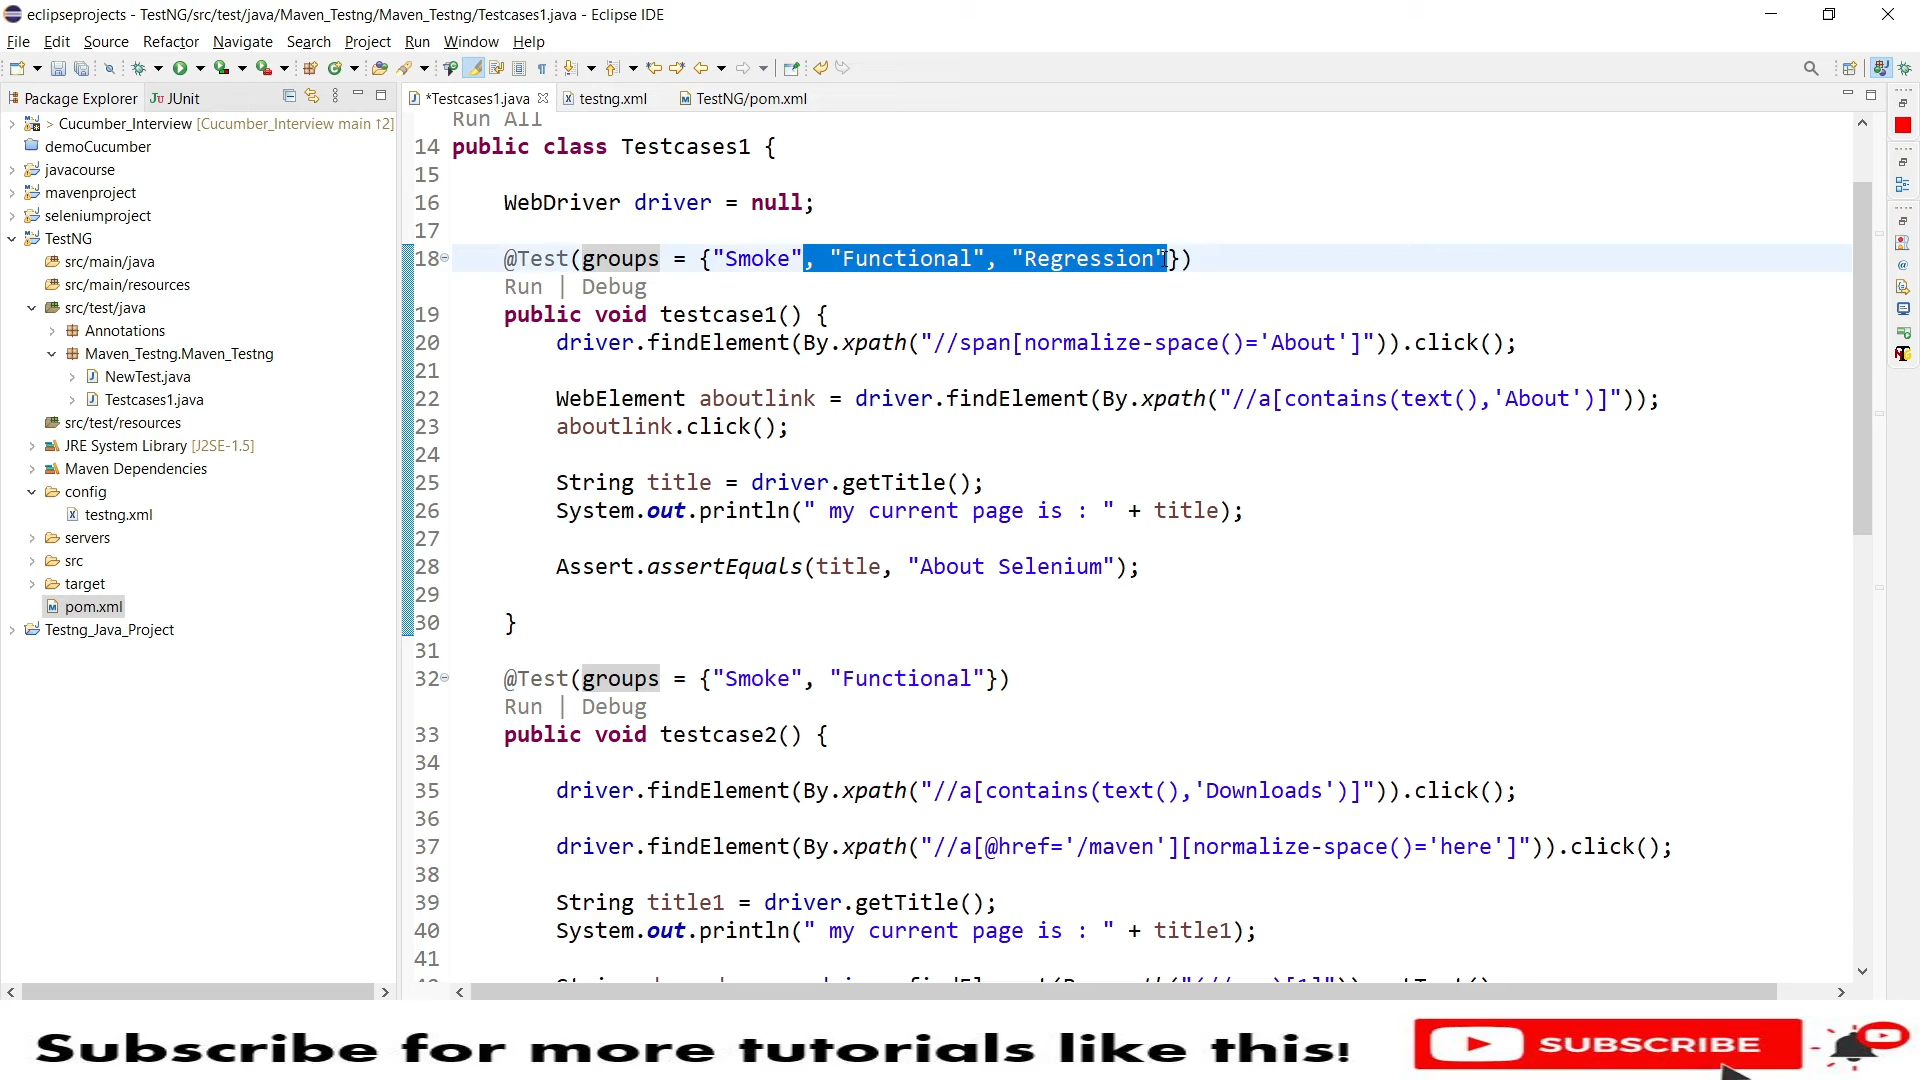 eclipseprojects - TestNG/src/test/java/Maven_Testng/Maven_Testng/Testcases1.java - Eclipse IDE
File Edit Source Refactor Navigate Search Project Run Window Help
Package Explorer JUnit
*Testcases1.java testng.xml TestNG/pom.xml
> Cucumber_Interview [Cucumber_Interview main ↑2]
demoCucumber
javacourse
mavenproject
seleniumproject
TestNG
src/main/java
src/main/resources
src/test/java
Annotations
Maven_Testng.Maven_Testng
NewTest.java
Testcases1.java
src/test/resources
JRE System Library [J2SE-1.5]
Maven Dependencies
config
testng.xml
servers
src
target
pom.xml
Testng_Java_Project
Run All
14 public class Testcases1 {
15
16 WebDriver driver = null;
17
18 @Test(groups = {"Smoke", "Functional", "Regression"})
Run | Debug
19 public void testcase1() {
20 driver.findElement(By.xpath("//span[normalize-space()='About']")).click();
21
22 WebElement aboutlink = driver.findElement(By.xpath("//a[contains(text(),'About')]"));
23 aboutlink.click();
24
25 String title = driver.getTitle();
26 System.out.println(" my current page is : " + title);
27
28 Assert.assertEquals(title, "About Selenium");
29
30 }
31
32 @Test(groups = {"Smoke", "Functional"})
Run | Debug
33 public void testcase2() {
34
35 driver.findElement(By.xpath("//a[contains(text(),'Downloads')]")).click();
36
37 driver.findElement(By.xpath("//a[@href='/maven'][normalize-space()='here']")).click();
38
39 String title1 = driver.getTitle();
40 System.out.println(" my current page is : " + title1);
41
Subscribe for more tutorials like this!
SUBSCRIBE